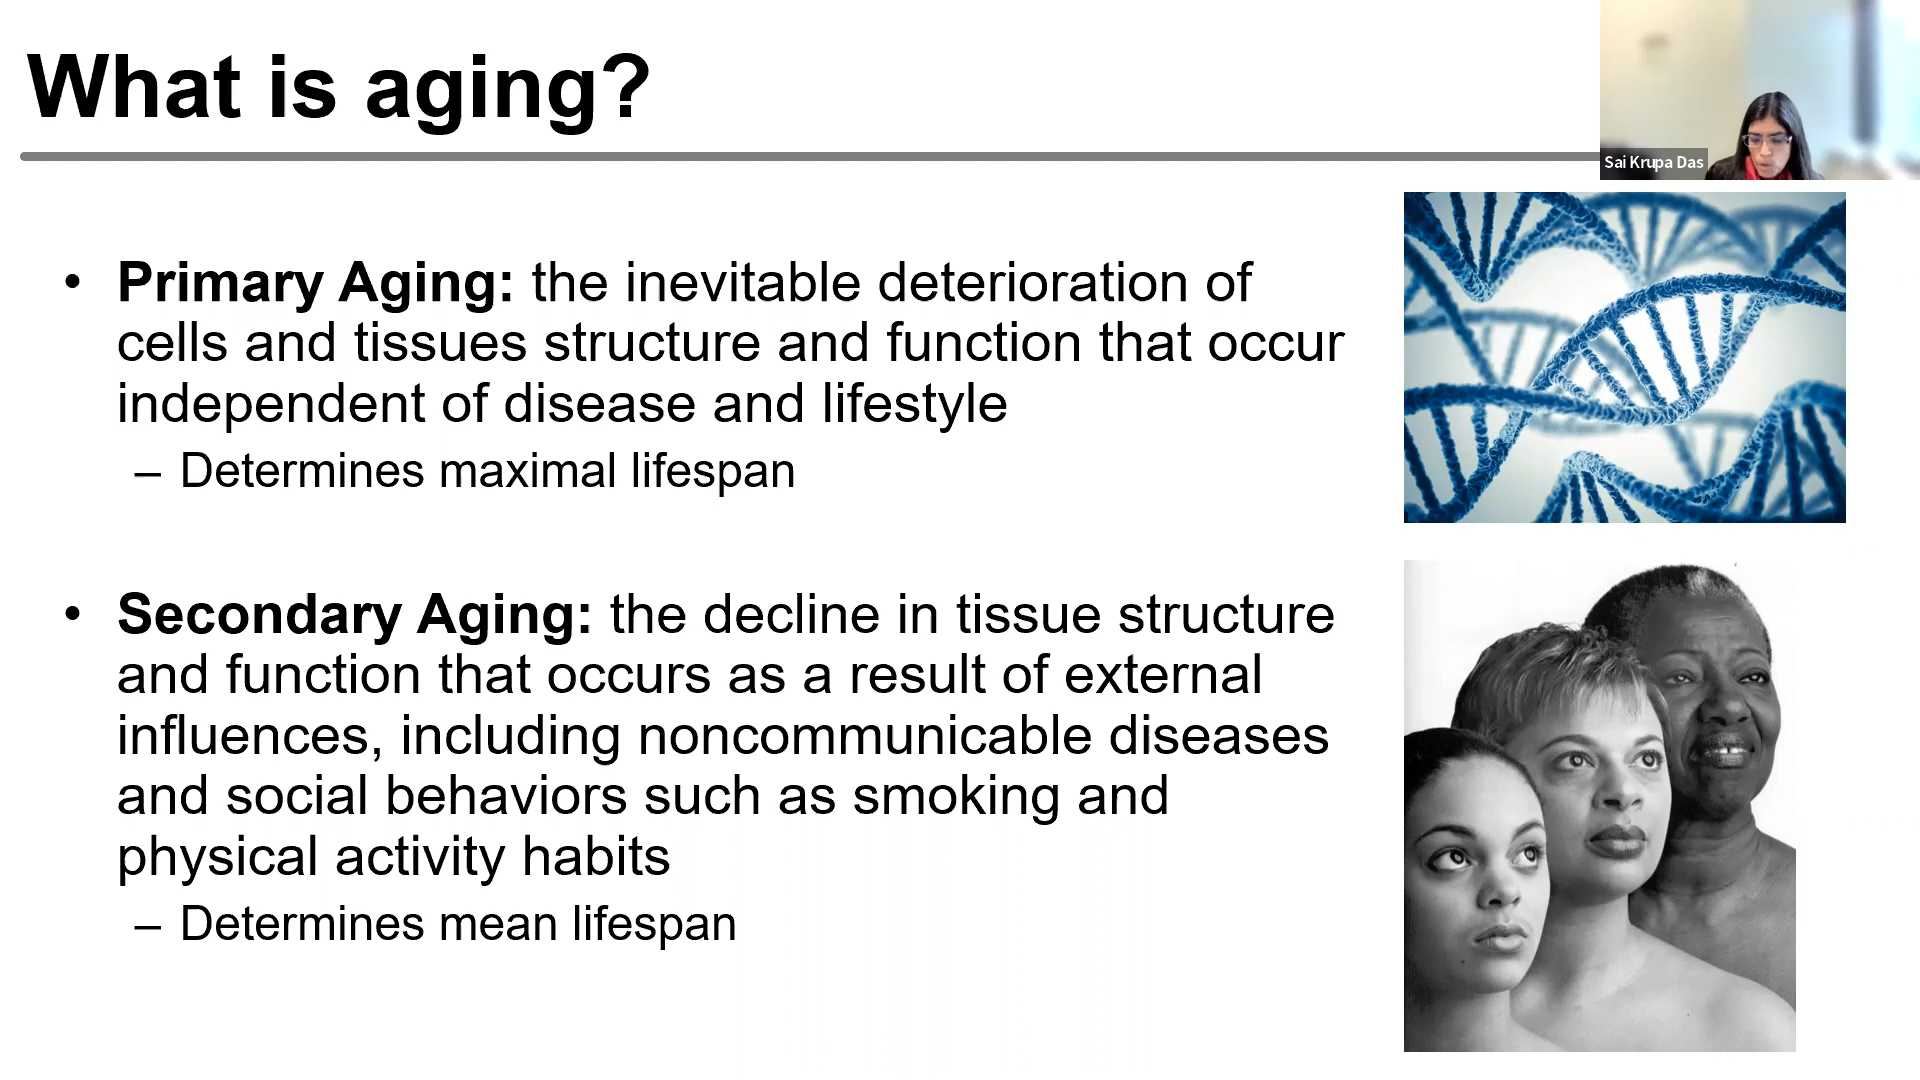 What is aging?
Sai Krupa Das
• Primary Aging: the inevitable deterioration of
cells and tissues structure and function that occur
independent of disease and lifestyle
– Determines maximal lifespan
• Secondary Aging: the decline in tissue structure
and function that occurs as a result of external
influences, including noncommunicable diseases
and social behaviors such as smoking and
physical activity habits
– Determines mean lifespan